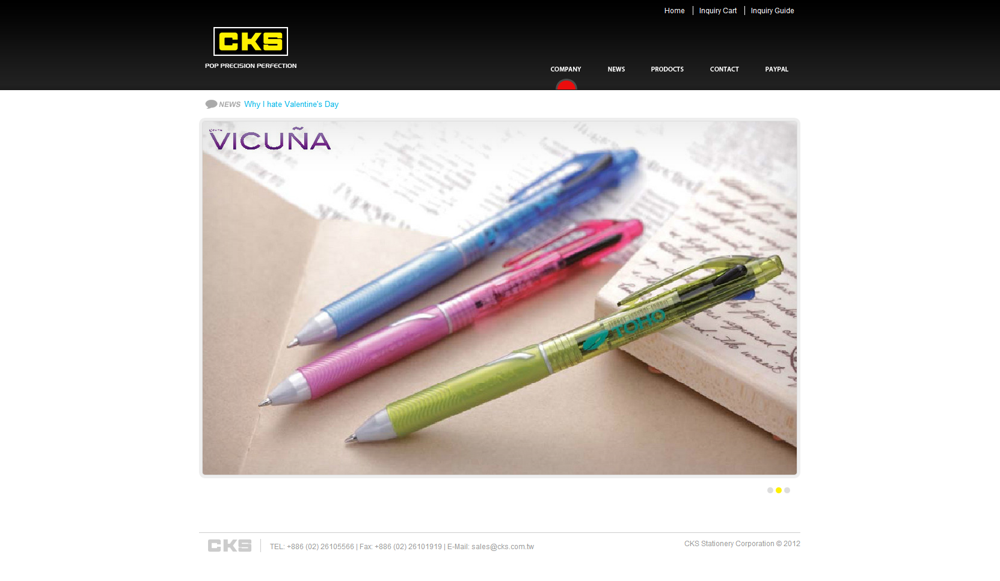 Home
Inquiry Cart
Inquiry Guide
CKS
POP PRECISION PERFECTION
COMPANY
NEWS
PRODOCTS
CONTACT
PAYPAL
NEWS Why I hate Valentine's Day
VICUÑA
TOHO
CKS
TEL: +886 (02) 26105566 | Fax: +886 (02) 26101919 | E-Mail: sales@cks.com.tw
CKS Stationery Corporation © 2012